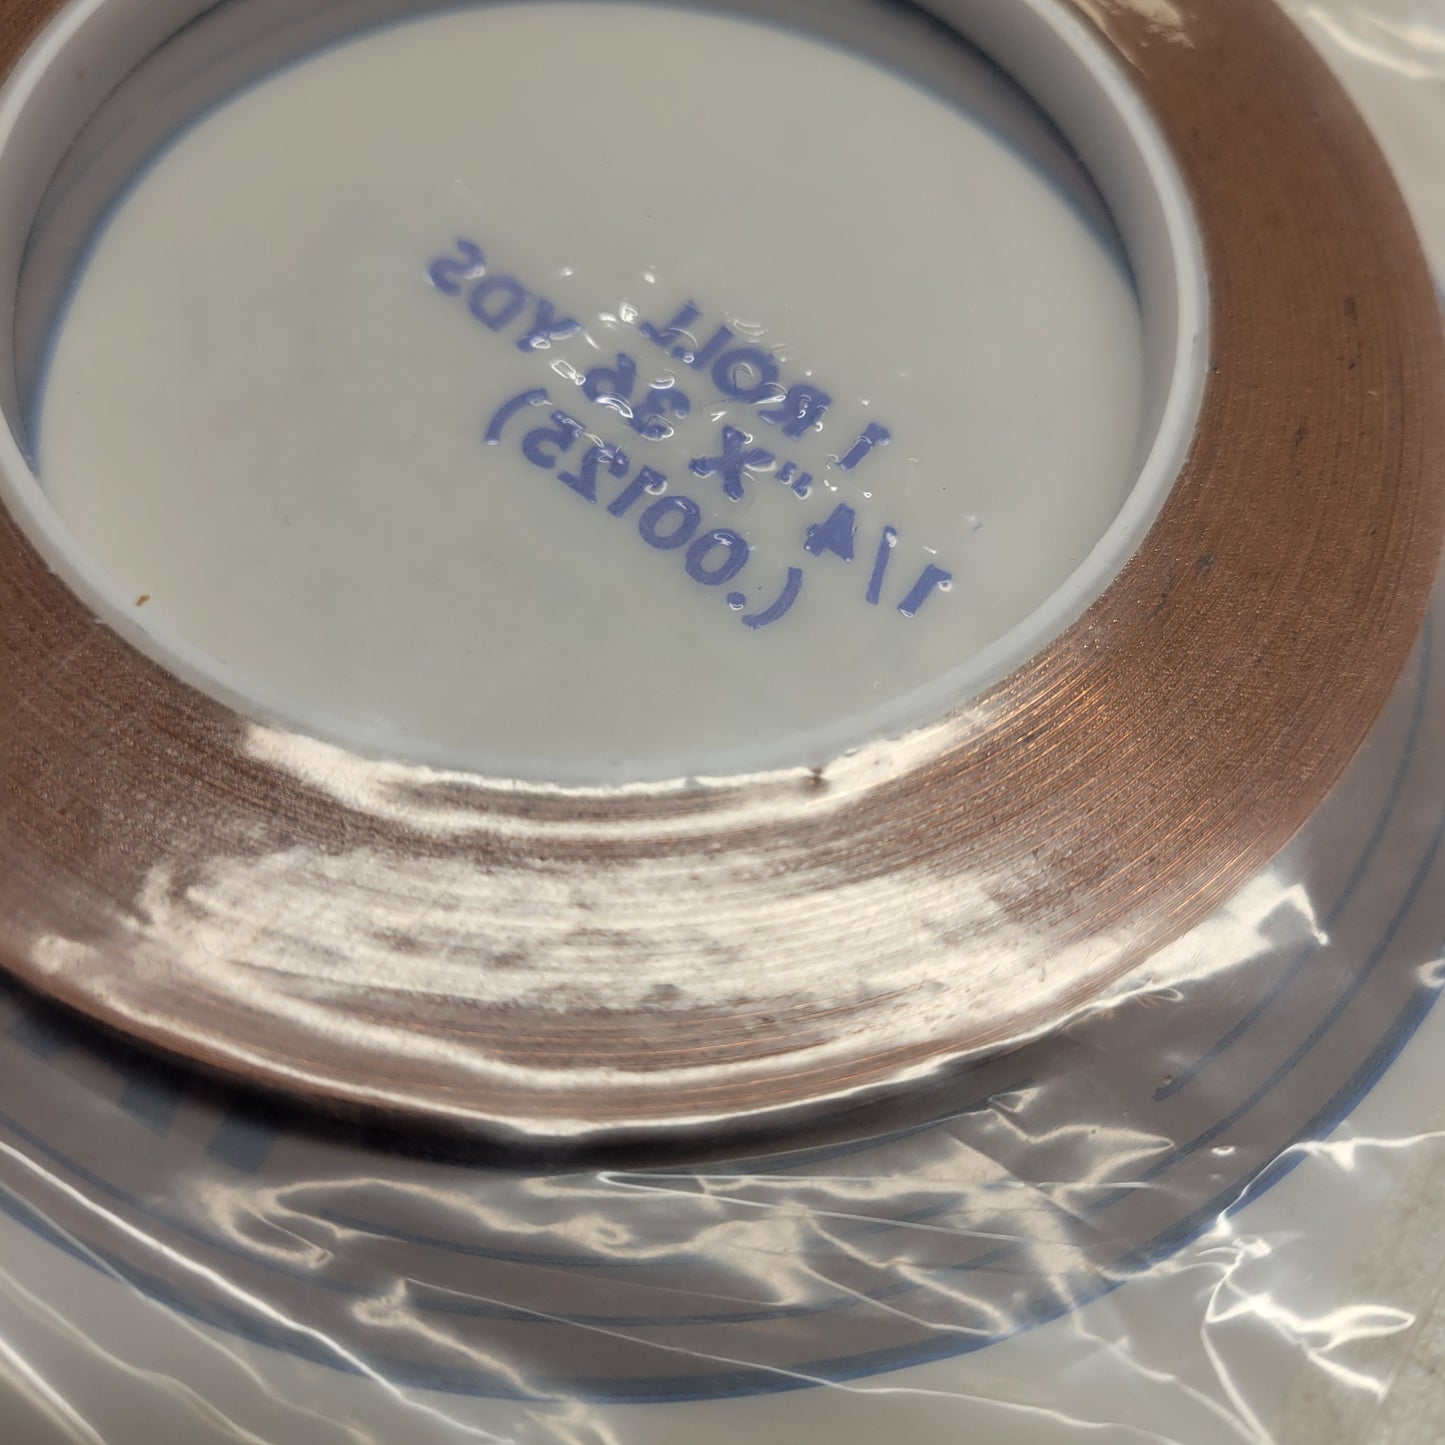 1 ROLL
1/4" X 36 YDS
(.00125)